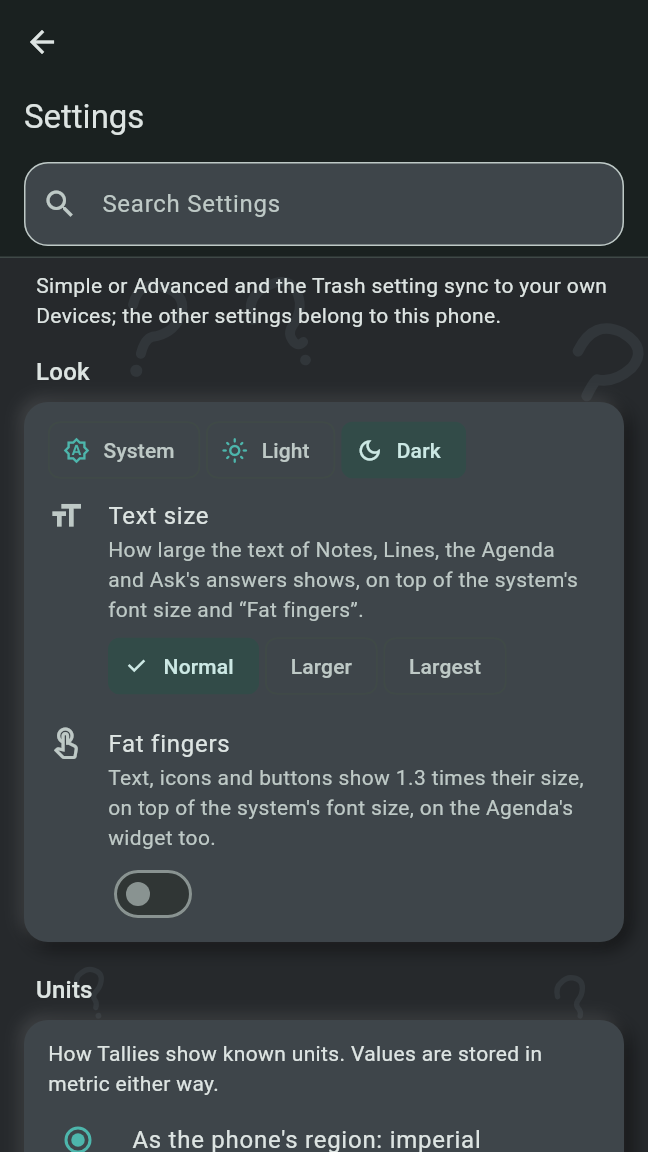 Settings
Search Settings
Simple or Advanced and the Trash setting sync to your own
Devices; the other settings belong to this phone.
Look
System
Light
Dark
Text size
How large the text of Notes, Lines, the Agenda
and Ask's answers shows, on top of the system's
font size and “Fat fingers”.
Normal
Larger
Largest
Fat fingers
Text, icons and buttons show 1.3 times their size,
on top of the system's font size, on the Agenda's
widget too.
Units
How Tallies show known units. Values are stored in
metric either way.
As the phone's region: imperial